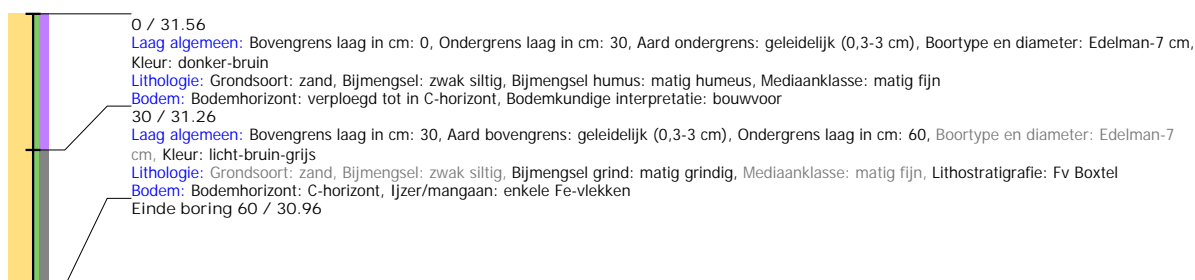 0 / 31.56
Laag algemeen: Bovengrens laag in cm: 0, Ondergrens laag in cm: 30, Aard ondergrens: geleidelijk (0,3-3 cm), Boortype en diameter: Edelman-7 cm,
Kleur: donker-bruin
Lithologie: Grondsoort: zand, Bijmengsel: zwak siltig, Bijmengsel humus: matig humeus, Mediaanklasse: matig fijn
Bodem: Bodemhorizont: verploegd tot in C-horizont, Bodemkundige interpretatie: bouwvoor
30 / 31.26
Laag algemeen: Bovengrens laag in cm: 30, Aard bovengrens: geleidelijk (0,3-3 cm), Ondergrens laag in cm: 60, Boortype en diameter: Edelman-7
cm, Kleur: licht-bruin-grijs
Lithologie: Grondsoort: zand, Bijmengsel: zwak siltig, Bijmengsel grind: matig grindig, Mediaanklasse: matig fijn, Lithostratigrafie: Fv Boxtel
Bodem: Bodemhorizont: C-horizont, Ijzer/mangaan: enkele Fe-vlekken
Einde boring 60 / 30.96